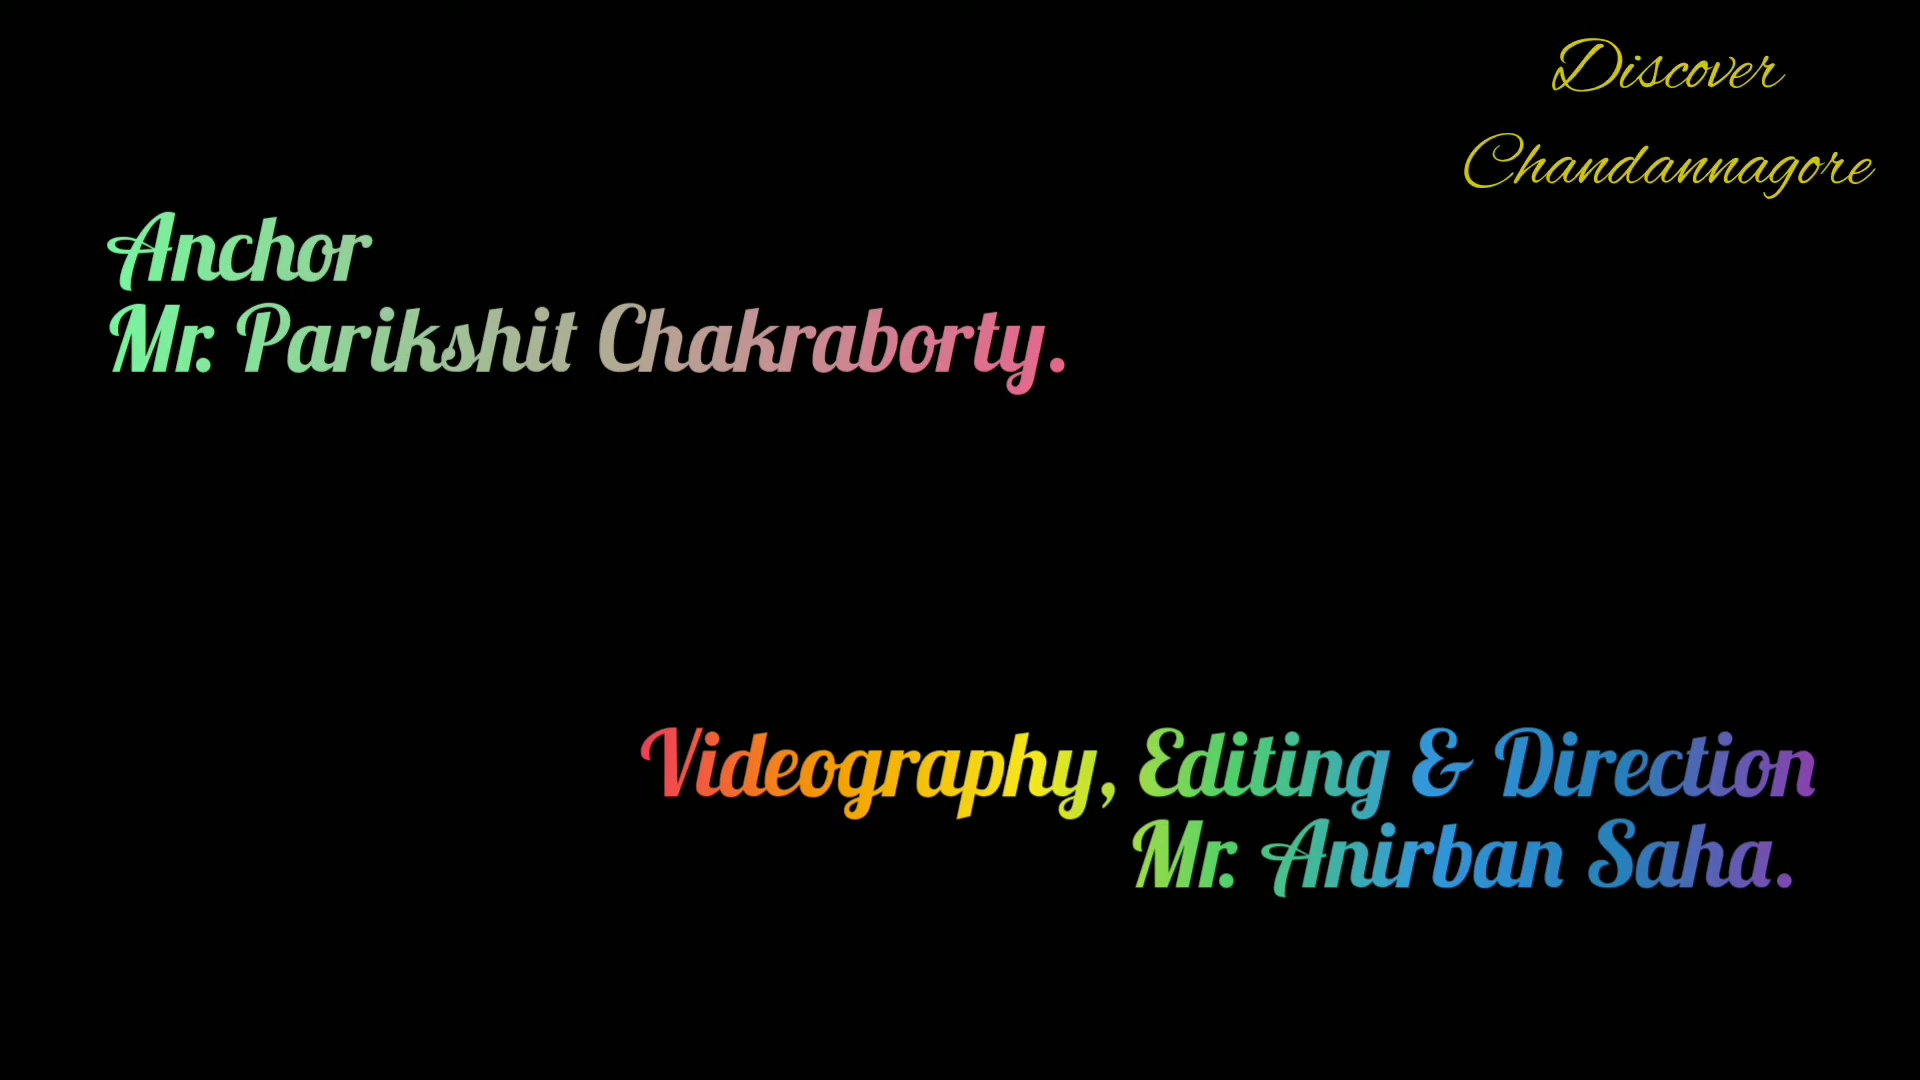 Discover
Chandannagore
Anchor
Mr. Parikshit Chakraborty.
Videography, Editing & Direction
Mr. Anirban Saha.